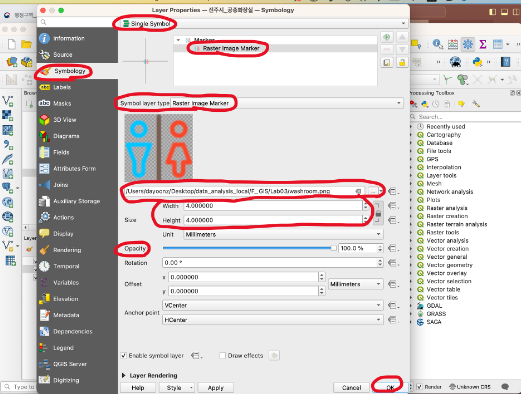 Layer Properties — 전주시_공중화장실 — Symbology
Single Symbol
Information
Source
Symbology
Labels
Masks
3D View
Diagrams
Fields
Attributes Form
Joins
Auxiliary Storage
Actions
Display
Rendering
Temporal
Variables
Elevation
Metadata
Dependencies
Legend
QGIS Server
Digitizing
Marker
Raster Image Marker
Symbol layer type Raster Image Marker
/Users/dayoonz/Desktop/data_analysis_local/F_GIS/Lab03/washroom.png
Size
Width 4.000000
Height 4.000000
Unit Millimeters
Opacity 100.0 %
Rotation 0.00 °
Offset
x 0.000000
y 0.000000
Millimeters
Anchor point
VCenter
HCenter
Enable symbol layer
Draw effects
Layer Rendering
Help
Style
Apply
Cancel
OK
Processing Toolbox
Search...
Recently used
Cartography
Database
File tools
GPS
Interpolation
Layer tools
Mesh
Network analysis
Plots
Raster analysis
Raster creation
Raster terrain analysis
Raster tools
Vector analysis
Vector creation
Vector general
Vector geometry
Vector overlay
Vector selection
Vector table
Vector tiles
GDAL
GRASS
SAGA
Type to
Render
Unknown CRS